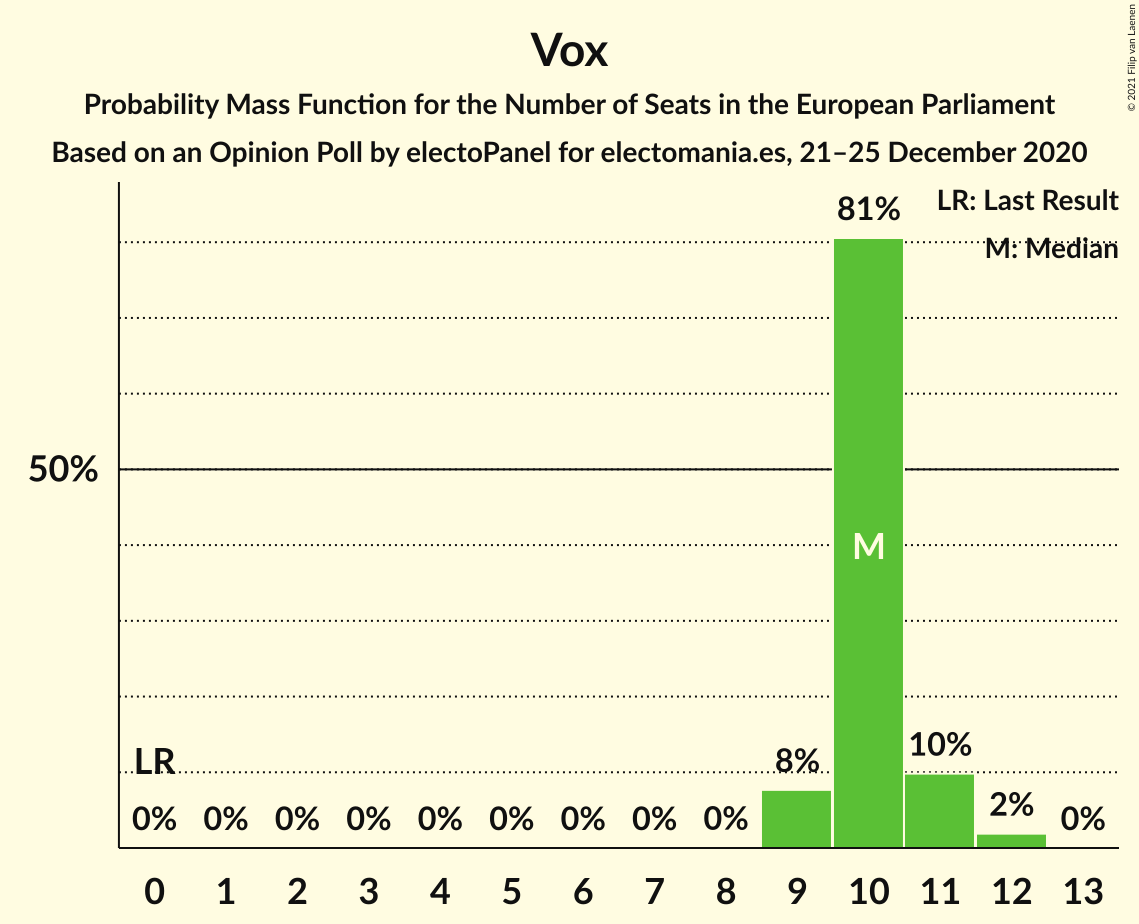 Vox
Probability Mass Function for the Number of Seats in the European Parliament
Based on an Opinion Poll by electoPanel for electomania.es, 21–25 December 2020
© 2021 Filip van Laenen
LR: Last Result
M: Median
81%
50%
M
LR
8%
10%
2%
0% 0% 0% 0% 0% 0% 0% 0% 0% 0%
0 1 2 3 4 5 6 7 8 9 10 11 12 13